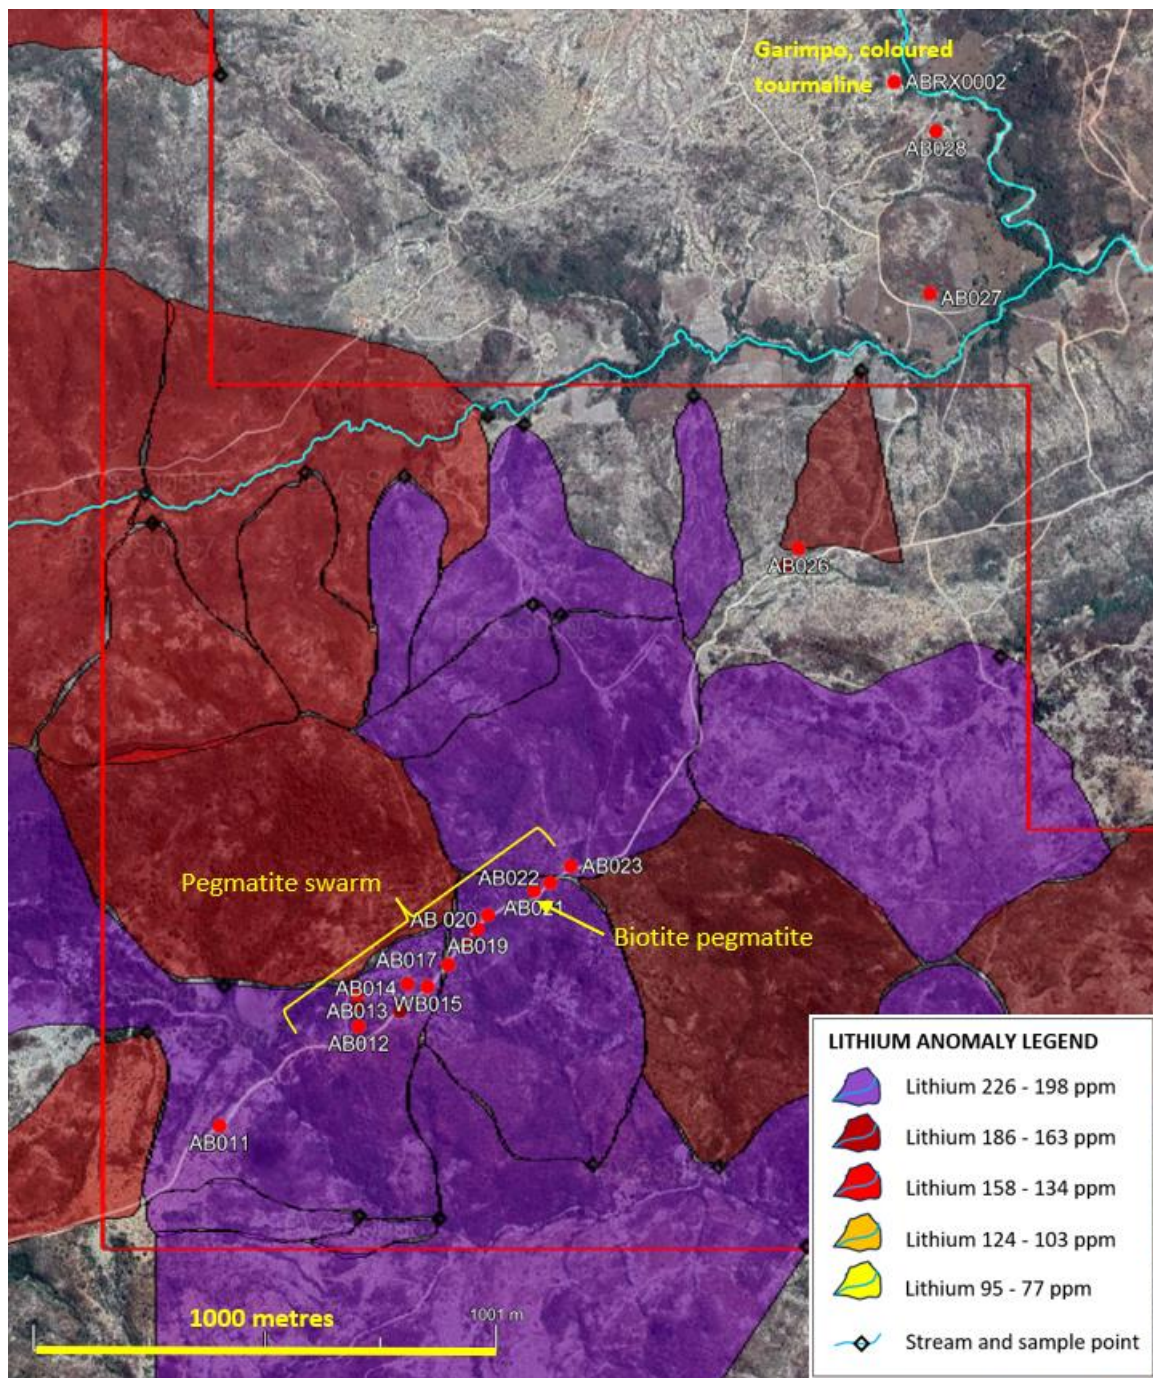 Garimpo, coloured
tourmaline
ABRX0002
AB028
AB027
AB026
AB023
Pegmatite swarm
AB022
AB021
AB 020
Biotite pegmatite
AB019
AB017
AB014
WB015
AB013
AB012
AB011
1000 metres
1001 m
LITHIUM ANOMALY LEGEND
Lithium 226 - 198 ppm
Lithium 186 - 163 ppm
Lithium 158 - 134 ppm
Lithium 124 - 103 ppm
Lithium 95 - 77 ppm
Stream and sample point